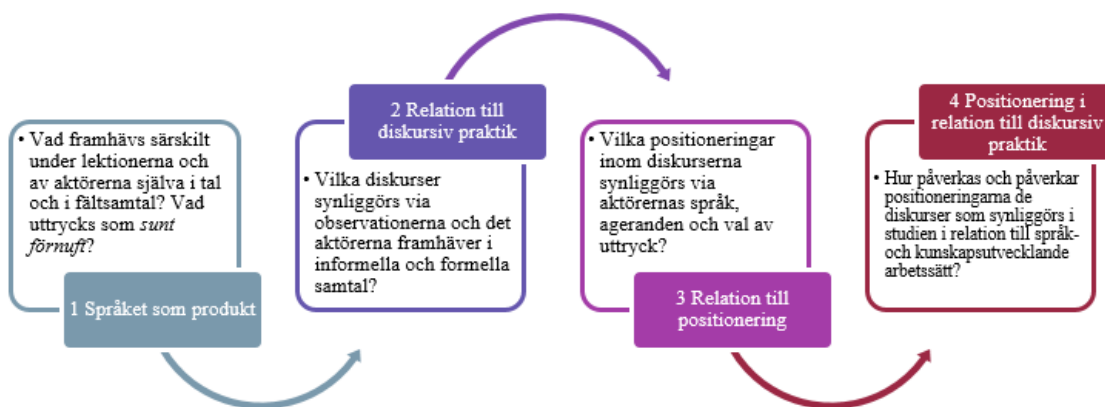 • Vad framhävs särskilt
under lektionerna och
av aktörerna själva i tal
och i fältsamtal? Vad
uttrycks som sunt
förnuft?
1 Språket som produkt
2 Relation till
diskursiv praktik
• Vilka diskurser
synliggörs via
observationerna och det
aktörerna framhäver i
informella och formella
samtal?
• Vilka positioneringar
inom diskurserna
synliggörs via
aktörernas språk,
ageranden och val av
uttryck?
3 Relation till
positionering
4 Positionering i
relation till diskursiv
praktik
• Hur påverkas och påverkar
positioneringarna de
diskurser som synliggörs i
studien i relation till språk-
och kunskapsutvecklande
arbetssätt?